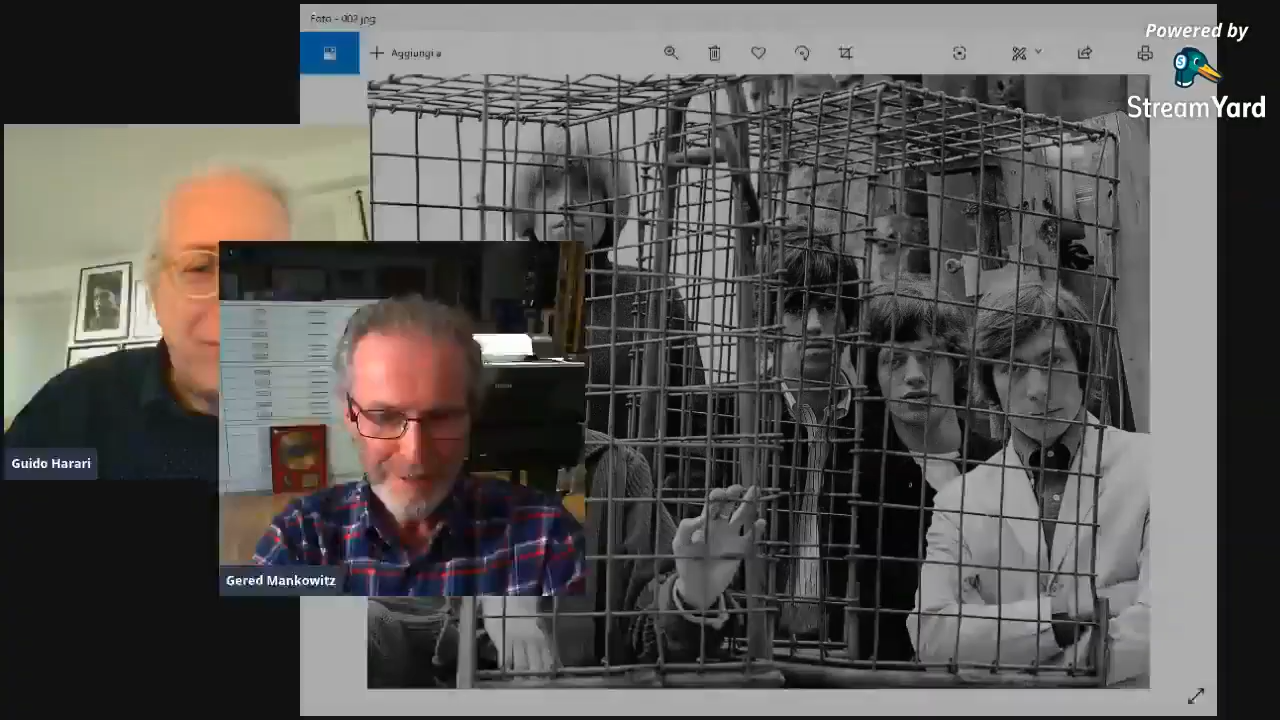 Foto - 002.jpg
Aggiungi a
Powered by
StreamYard
Guido Harari
Gered Mankowitz